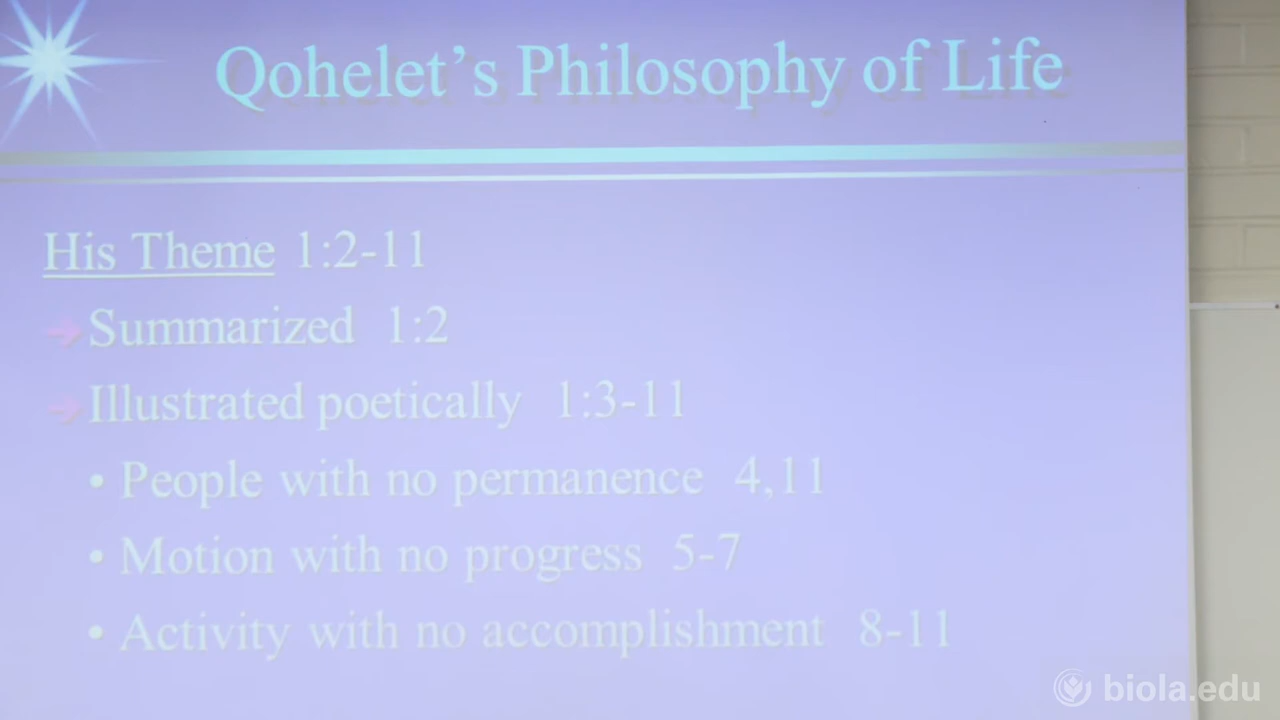 Qohelet's Philosophy of Life
His Theme 1:2-11
Summarized 1:2
Illustrated poetically 1:3-11
• People with no permanence 4,11
• Motion with no progress 5-7
• Activity with no accomplishment 8-11
biola.edu